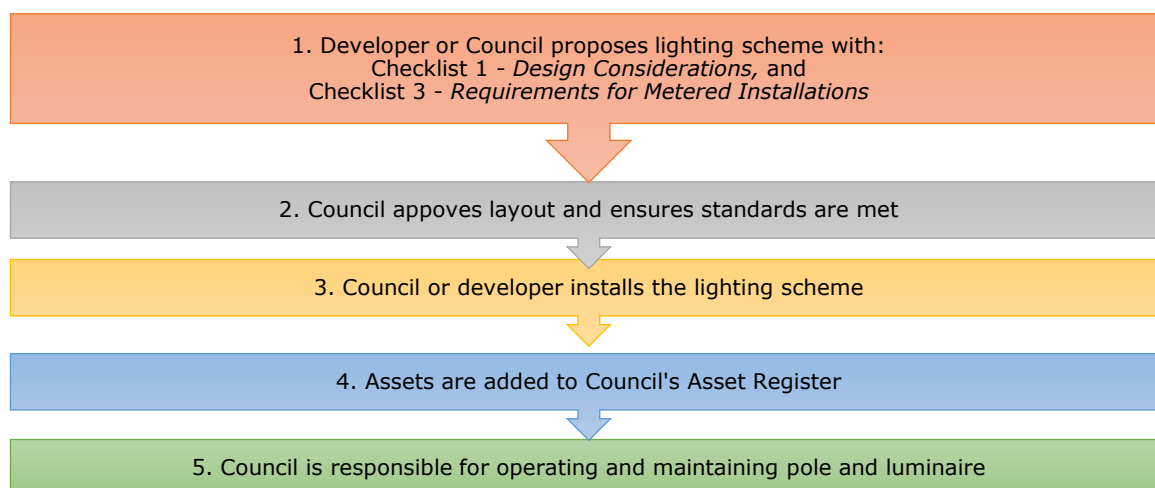 1. Developer or Council proposes lighting scheme with:
Checklist 1 - Design Considerations, and
Checklist 3 - Requirements for Metered Installations
2. Council appoves layout and ensures standards are met
3. Council or developer installs the lighting scheme
4. Assets are added to Council's Asset Register
5. Council is responsible for operating and maintaining pole and luminaire